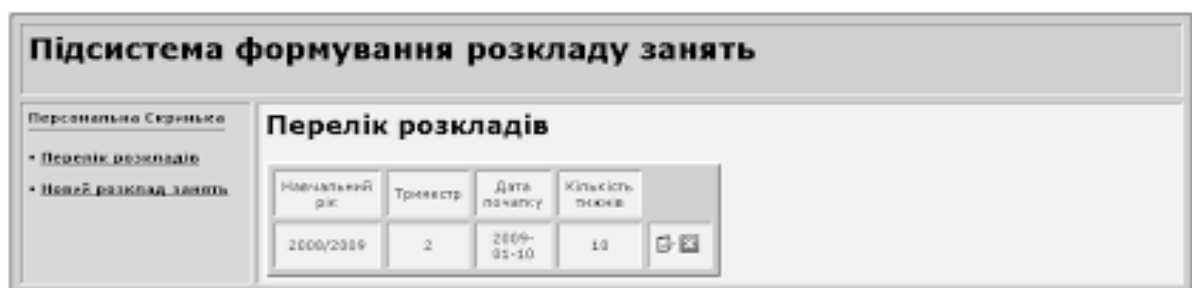 Підсистема формування розкладу занять
Персональна Скринька
Перелік розкладів
• Перелік розкладів
• Новий розклад занять
Навчальний рік
Триместр
Дата початку
Кількість тижнів
2008/2009
2
2009-01-10
10